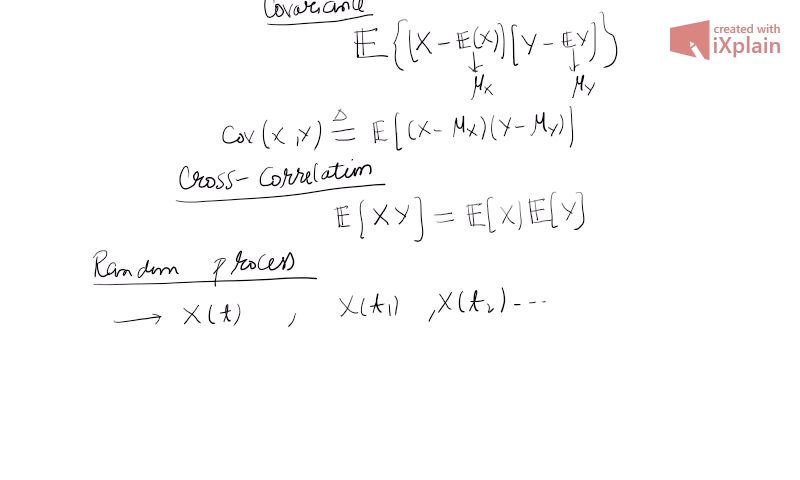 Covariance
created with
iXplain
E{(X - E(X))[Y - EY]}
↓ ↓
μX μY
Cov(X,Y) ≜ E[(X - μX)(Y - μY)]
Cross-Correlation
E[XY] = E[X]E[Y]
Random process
→ X(t) , X(t₁) , X(t₂) ---